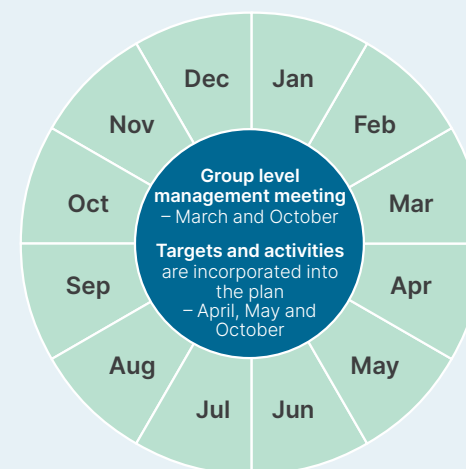 Dec
Jan
Nov
Feb
Oct
Mar
Sep
Apr
Aug
May
Jul
Jun
Group level
management meeting
– March and October
Targets and activities
are incorporated into
the plan
– April, May and
October